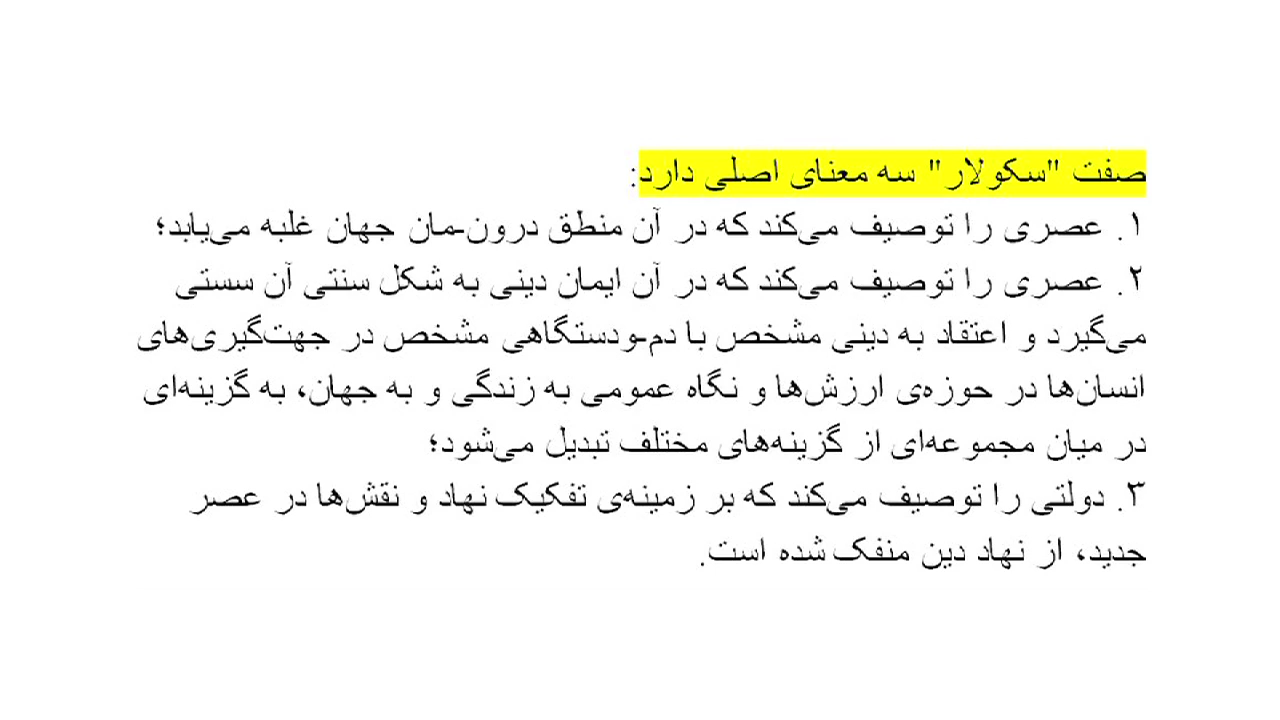 صفت "سکولار" سه معنای اصلی دارد:
۱. عصری را توصیف می‌کند که در آن منطق درون-مان جهان غلبه می‌یابد؛
۲. عصری را توصیف می‌کند که در آن ایمان دینی به شکل سنتی آن سستی
می‌گیرد و اعتقاد به دینی مشخص با دم-ودستگاهی مشخص در جهت‌گیری‌های
انسان‌ها در حوزه‌ی ارزش‌ها و نگاه عمومی به زندگی و به جهان، به گزینه‌ای
در میان مجموعه‌ای از گزینه‌های مختلف تبدیل می‌شود؛
۳. دولتی را توصیف می‌کند که بر زمینه‌ی تفکیک نهاد و نقش‌ها در عصر
جدید، از نهاد دین منفک شده است.